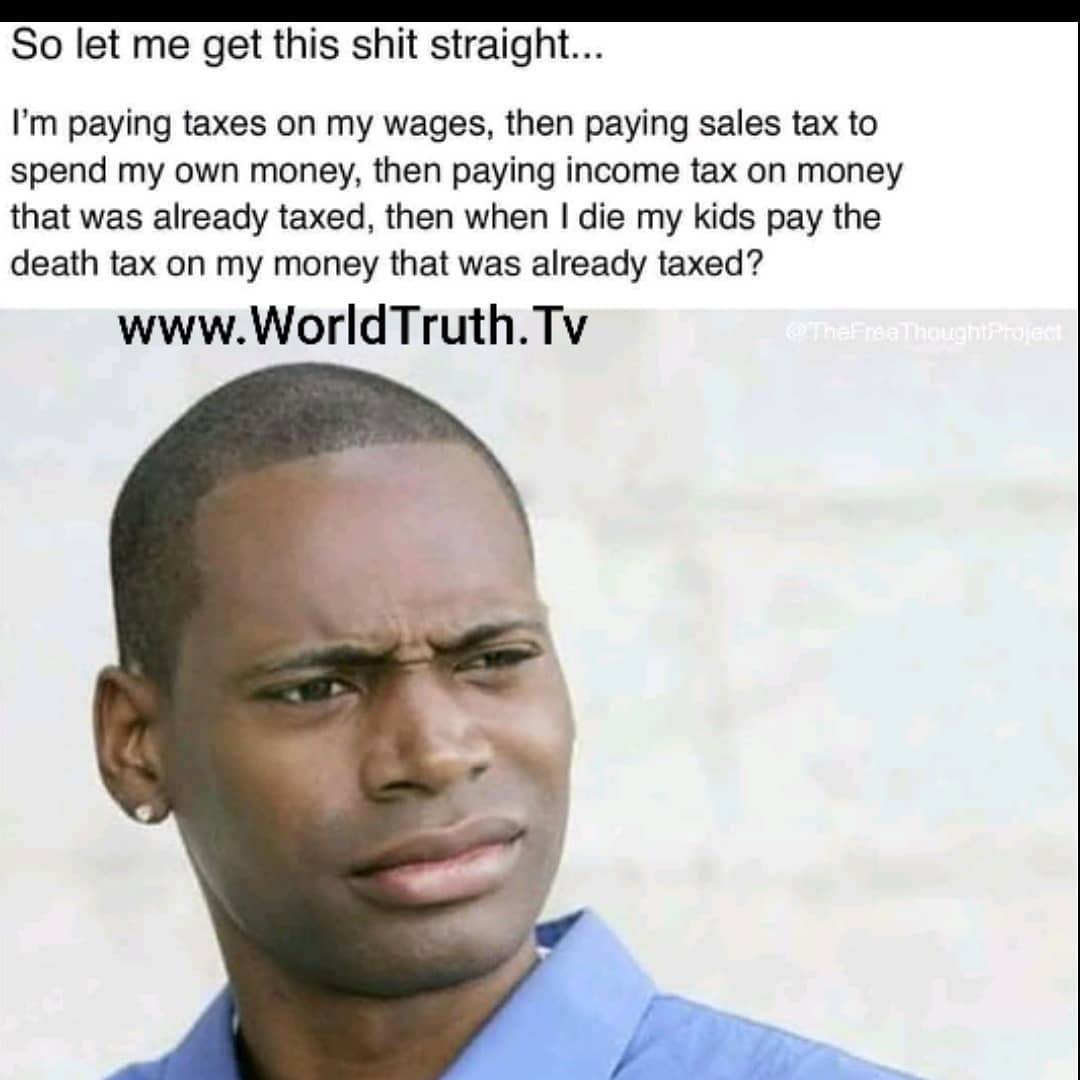 So let me get this shit straight...
I'm paying taxes on my wages, then paying sales tax to
spend my own money, then paying income tax on money
that was already taxed, then when I die my kids pay the
death tax on my money that was already taxed?
www.WorldTruth.Tv
@TheFreeThoughtProject